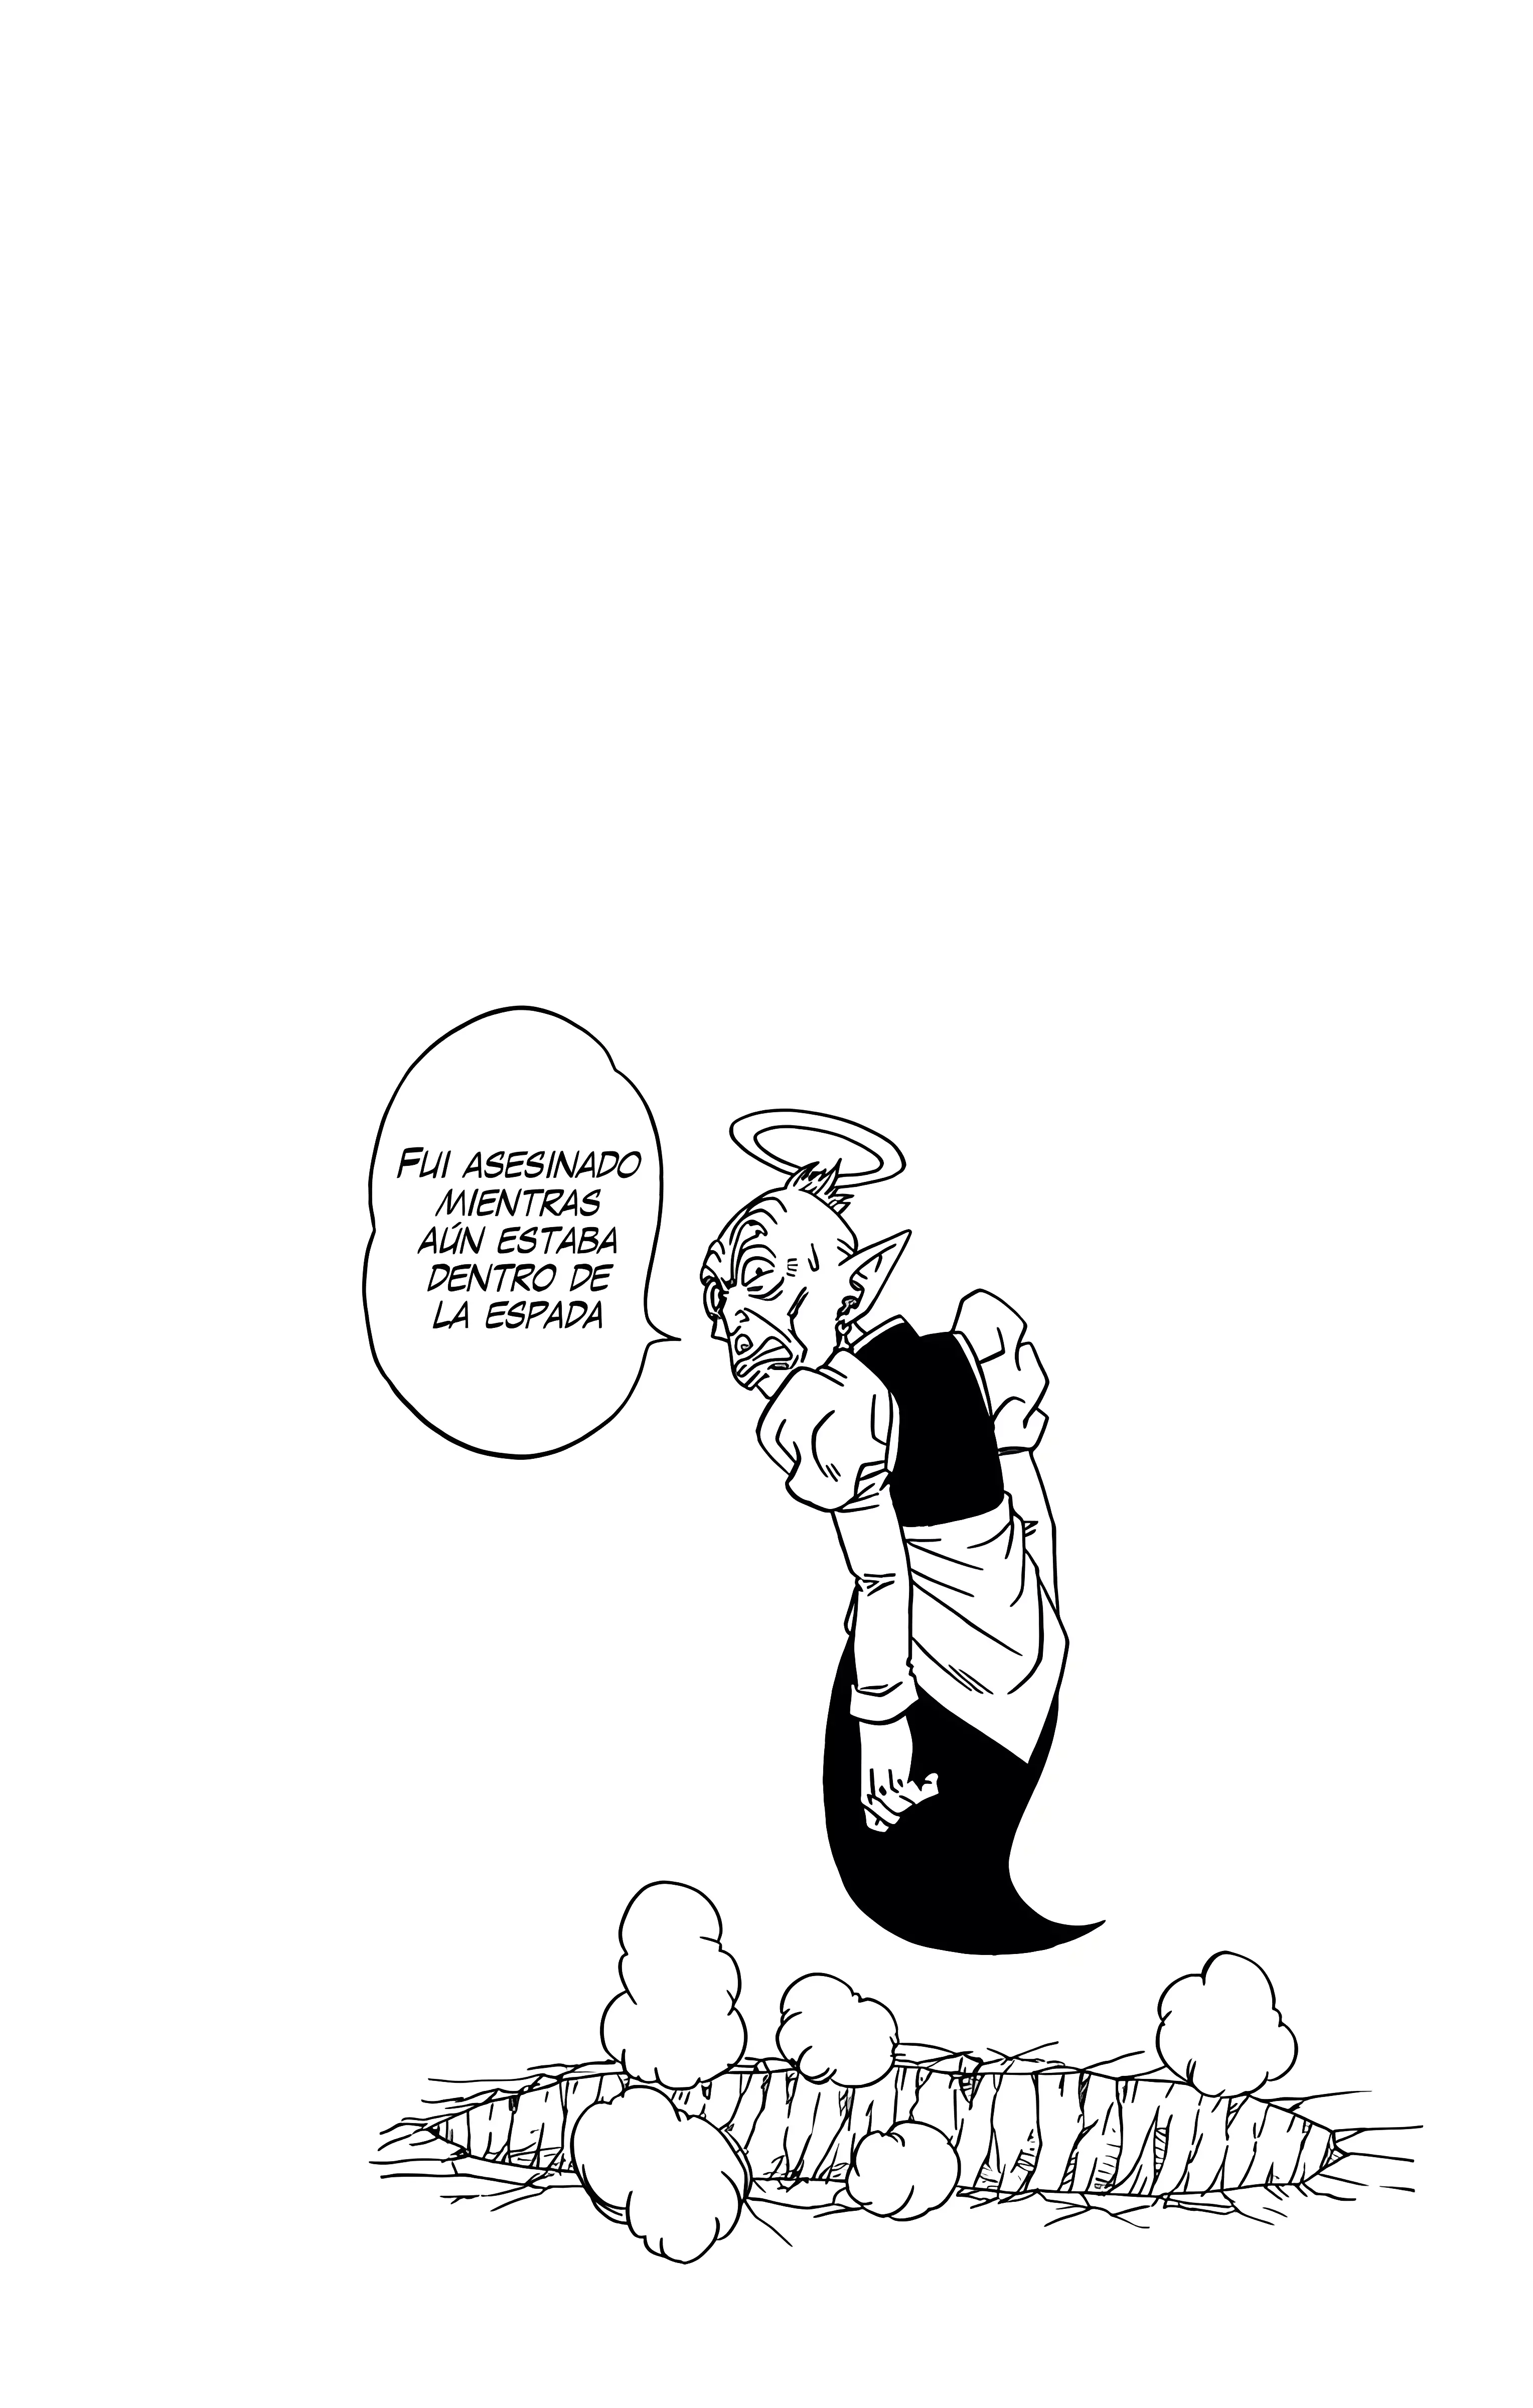 FUI ASESINADO
MIENTRAS
AÚN ESTABA
DENTRO DE
LA ESPADA